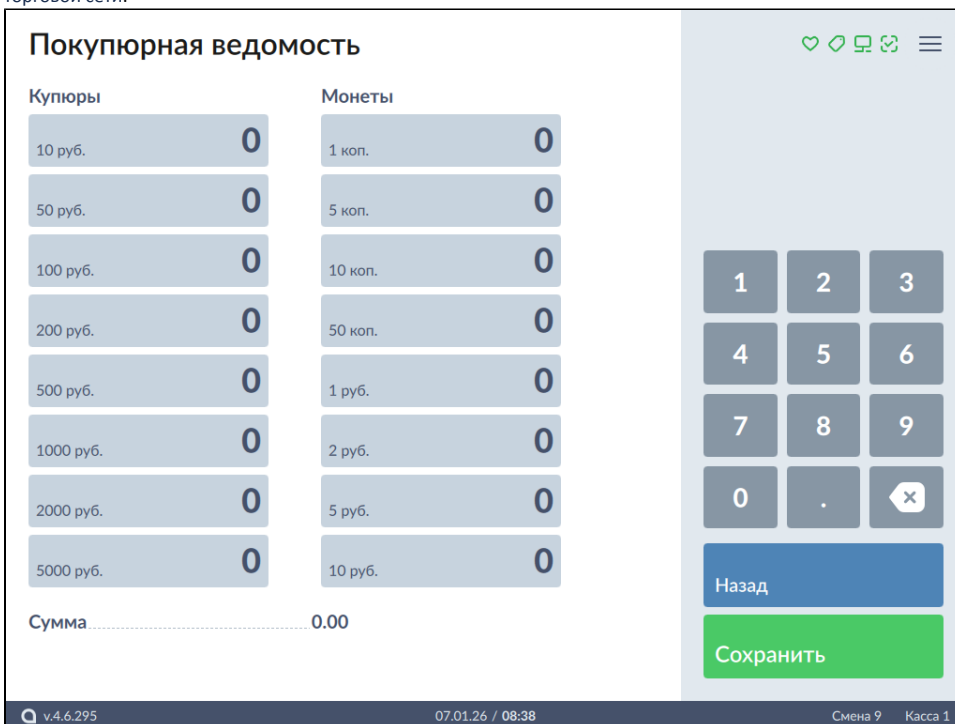 торговой сети.
Покупюрная ведомость
Купюры
10 руб. 0
50 руб. 0
100 руб. 0
200 руб. 0
500 руб. 0
1000 руб. 0
2000 руб. 0
5000 руб. 0
Монеты
1 коп. 0
5 коп. 0
10 коп. 0
50 коп. 0
1 руб. 0
2 руб. 0
5 руб. 0
10 руб. 0
Сумма 0.00
1 2 3
4 5 6
7 8 9
0 .
Назад
Сохранить
v.4.6.295 07.01.26 / 08:38 Смена 9 Касса 1